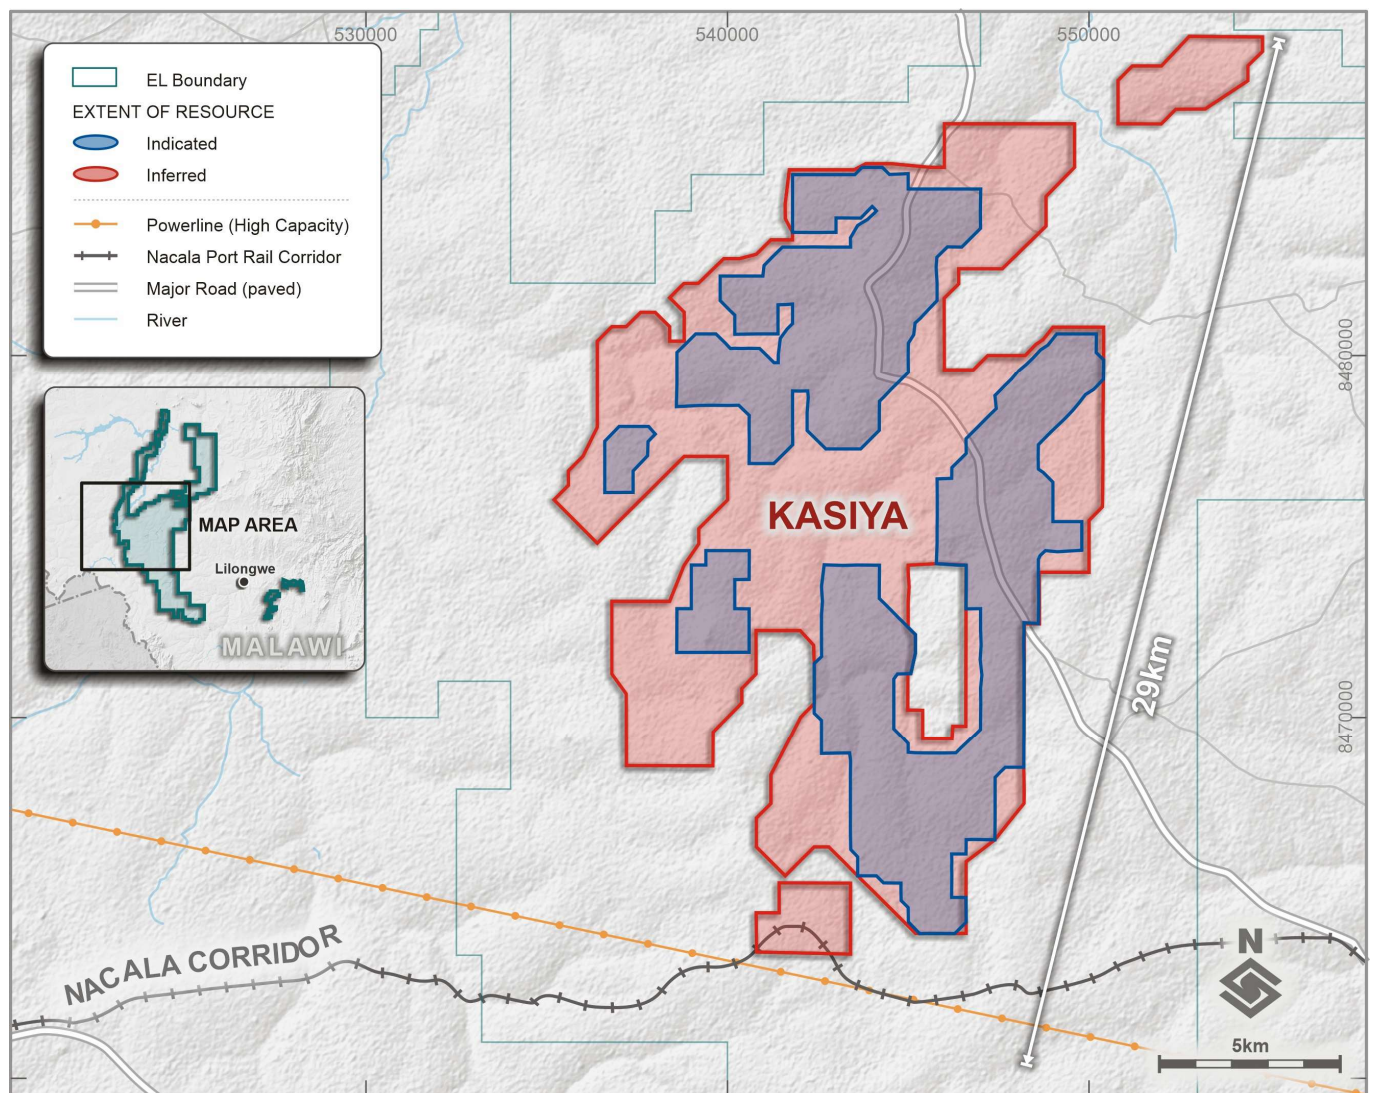 530000
540000
550000
EL Boundary
EXTENT OF RESOURCE
Indicated
Inferred
Powerline (High Capacity)
Nacala Port Rail Corridor
Major Road (paved)
River
8480000
MAP AREA
Lilongwe
MALAWI
KASIYA
29km
8470000
NACALA CORRIDOR
N
5km